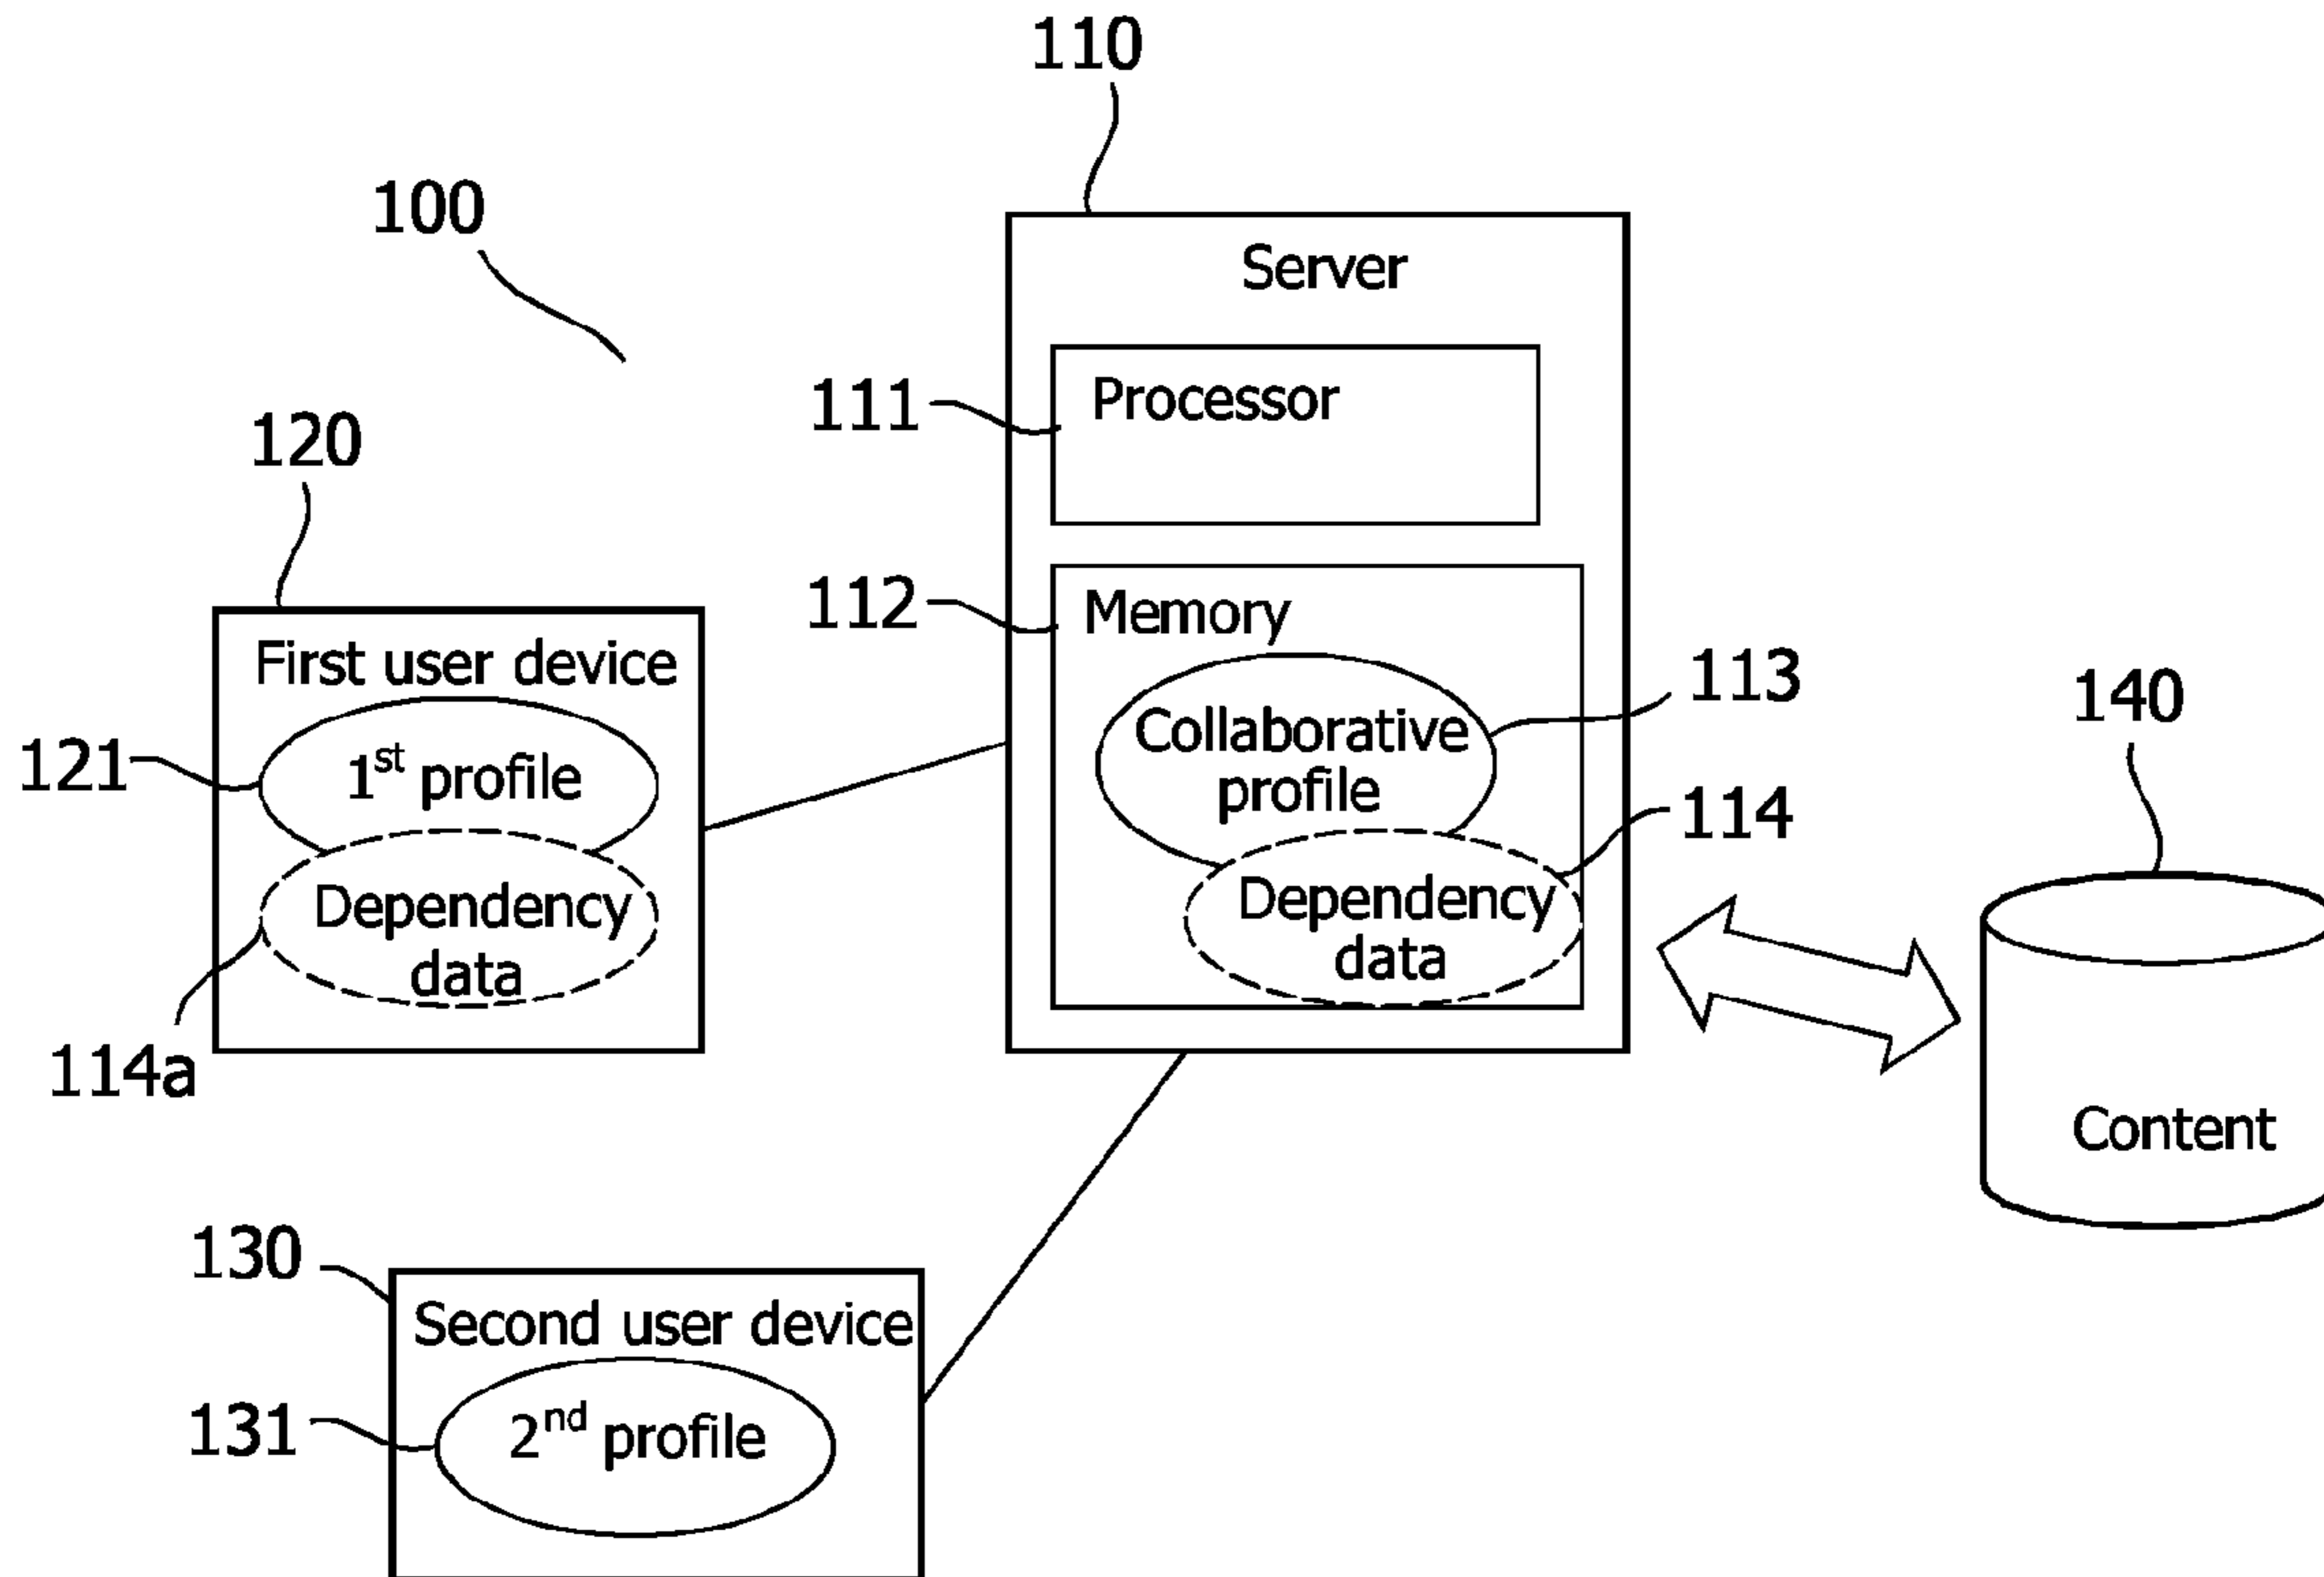 110
100
Server
Processor
111
120
112
Memory
First user device
113
140
Collaborative
profile
121
1st profile
114
Dependency
data
Dependency
data
114a
Content
130
Second user device
131
2nd profile